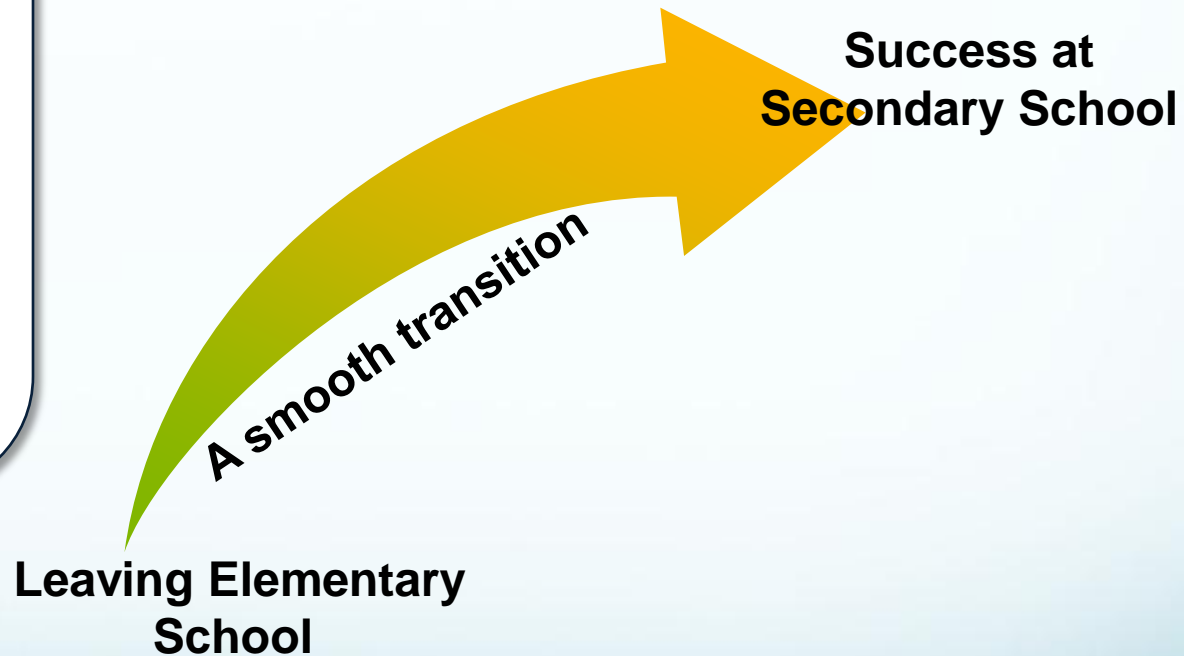 Success at
Secondary School
A smooth transition
Leaving Elementary
School